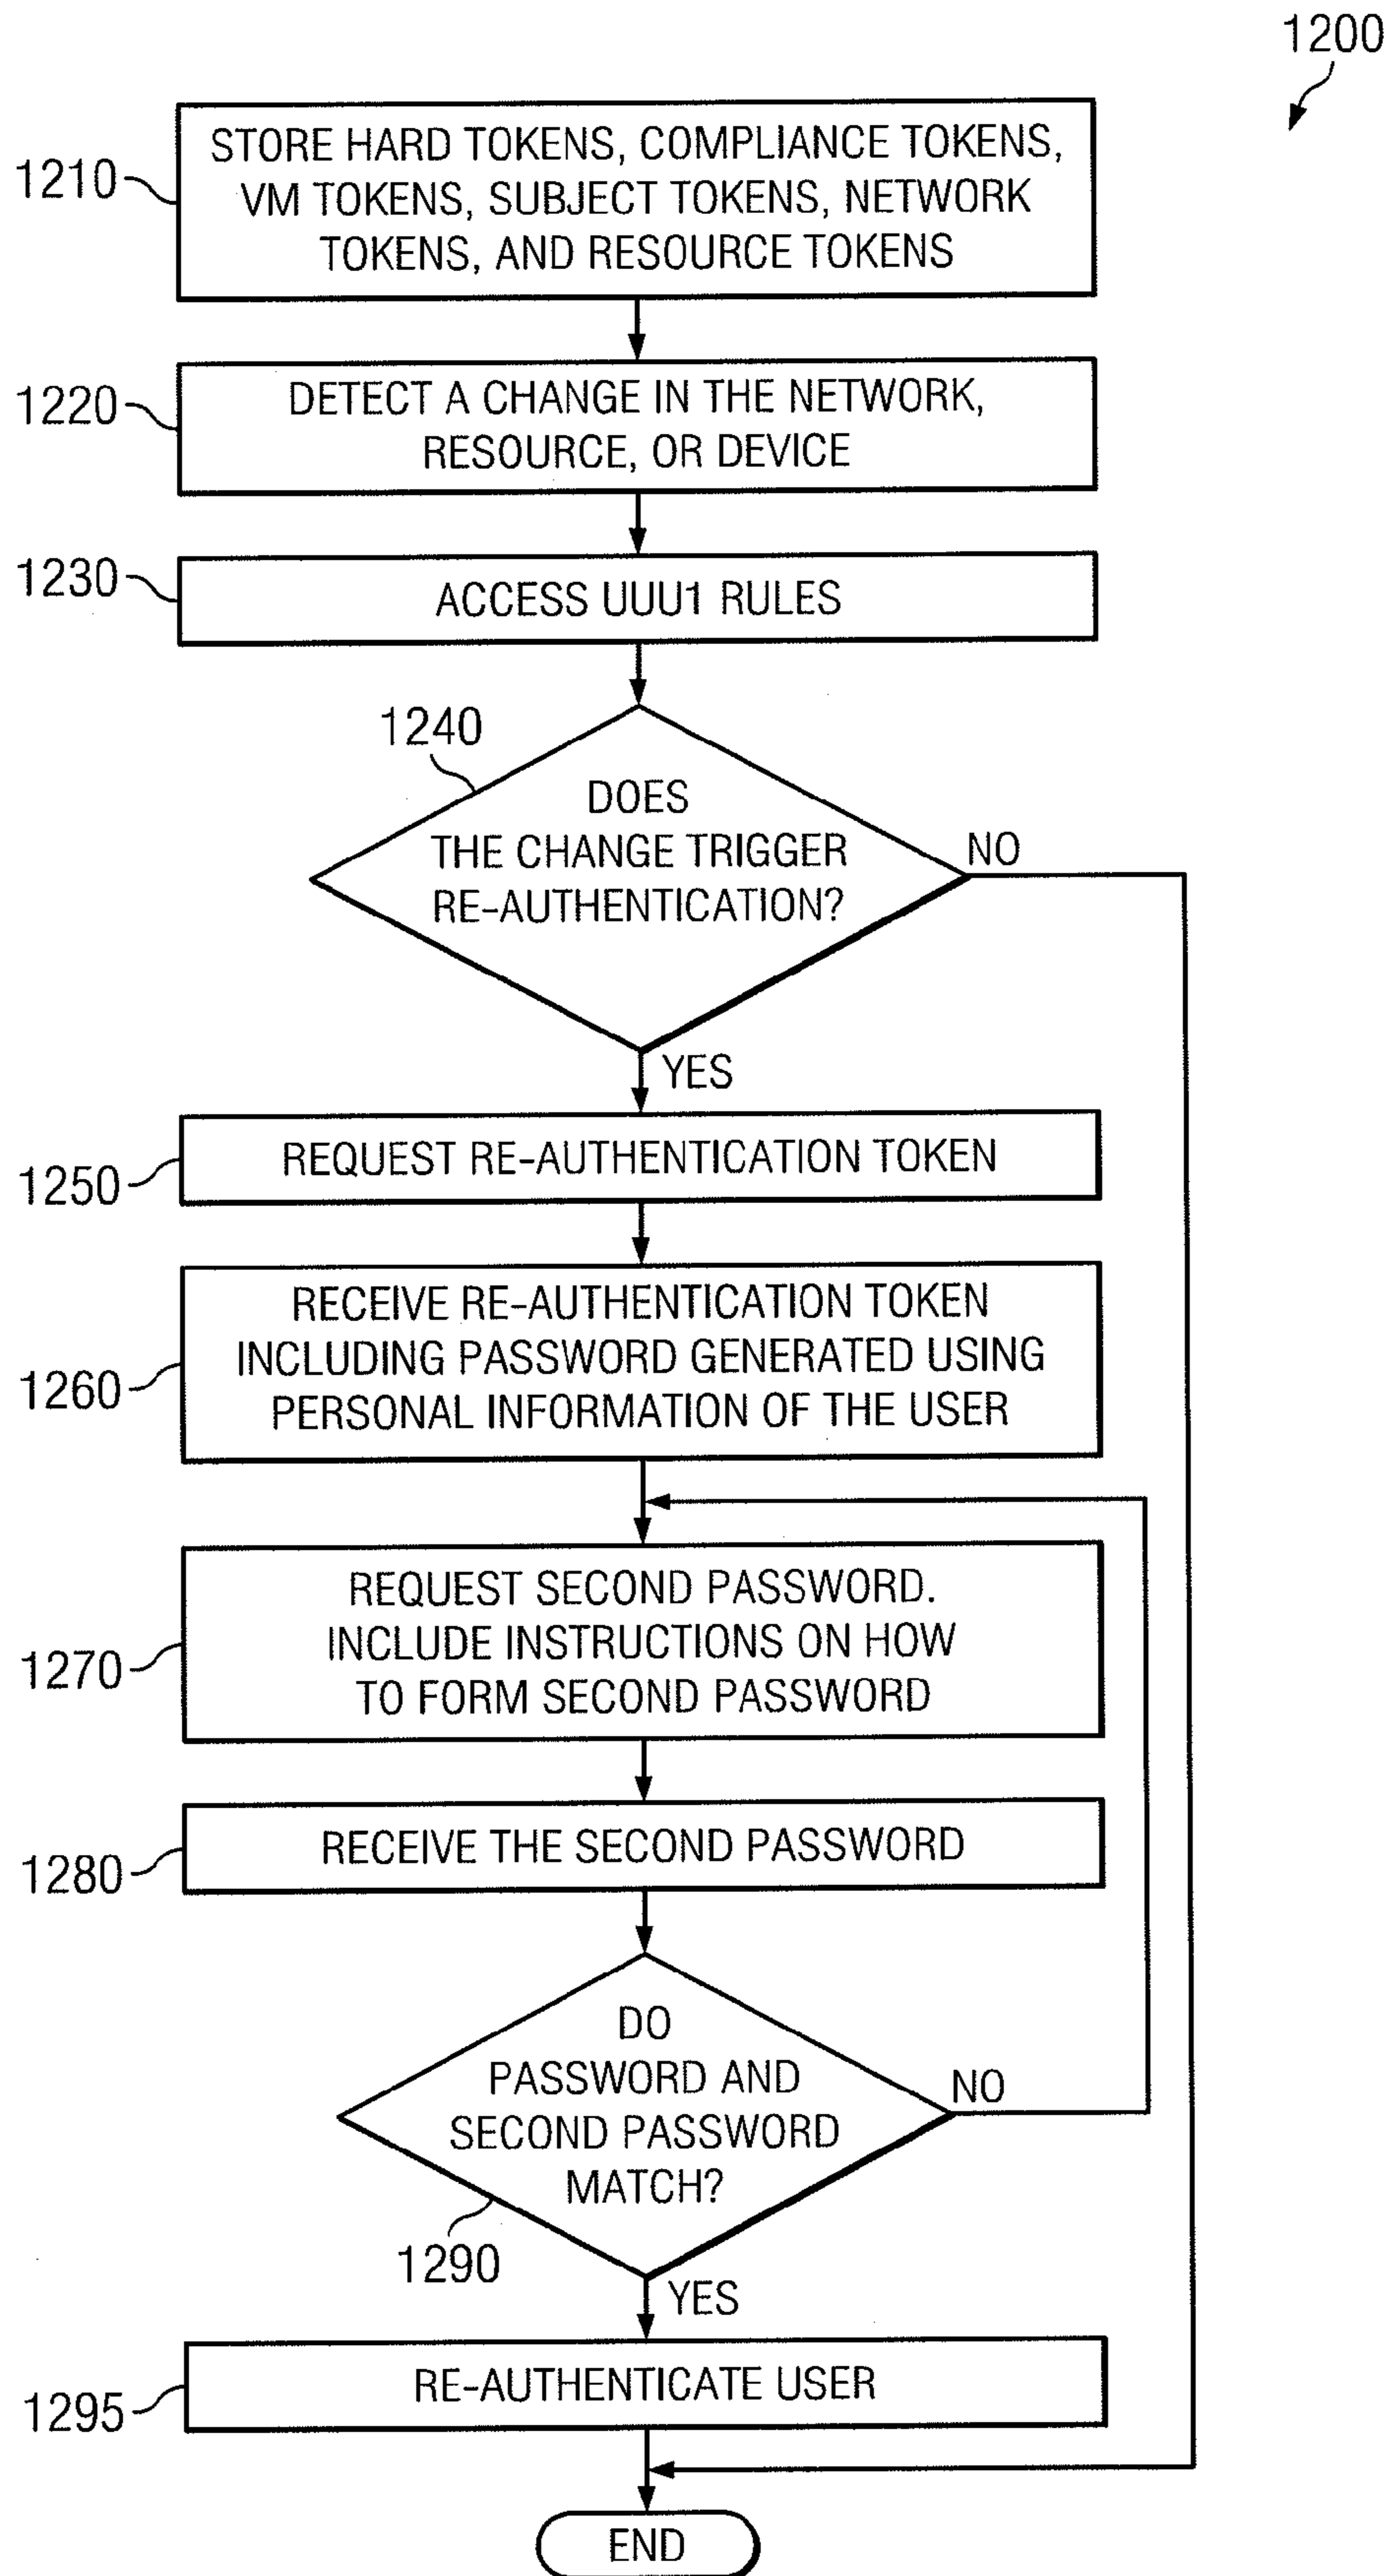 1200
1210
STORE HARD TOKENS, COMPLIANCE TOKENS,
VM TOKENS, SUBJECT TOKENS, NETWORK
TOKENS, AND RESOURCE TOKENS
1220
DETECT A CHANGE IN THE NETWORK,
RESOURCE, OR DEVICE
1230
ACCESS UUU1 RULES
1240
DOES
THE CHANGE TRIGGER
RE-AUTHENTICATION?
NO
YES
1250
REQUEST RE-AUTHENTICATION TOKEN
1260
RECEIVE RE-AUTHENTICATION TOKEN
INCLUDING PASSWORD GENERATED USING
PERSONAL INFORMATION OF THE USER
1270
REQUEST SECOND PASSWORD.
INCLUDE INSTRUCTIONS ON HOW
TO FORM SECOND PASSWORD
1280
RECEIVE THE SECOND PASSWORD
DO
PASSWORD AND
SECOND PASSWORD
MATCH?
NO
1290
YES
1295
RE-AUTHENTICATE USER
END